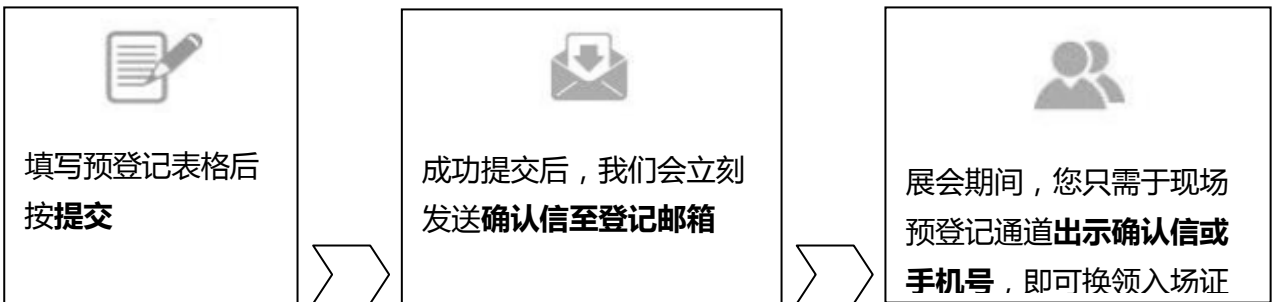 填写预登记表格后
按提交
成功提交后，我们会立刻
发送确认信至登记邮箱
展会期间，您只需于现场
预登记通道出示确认信或
手机号，即可换领入场证